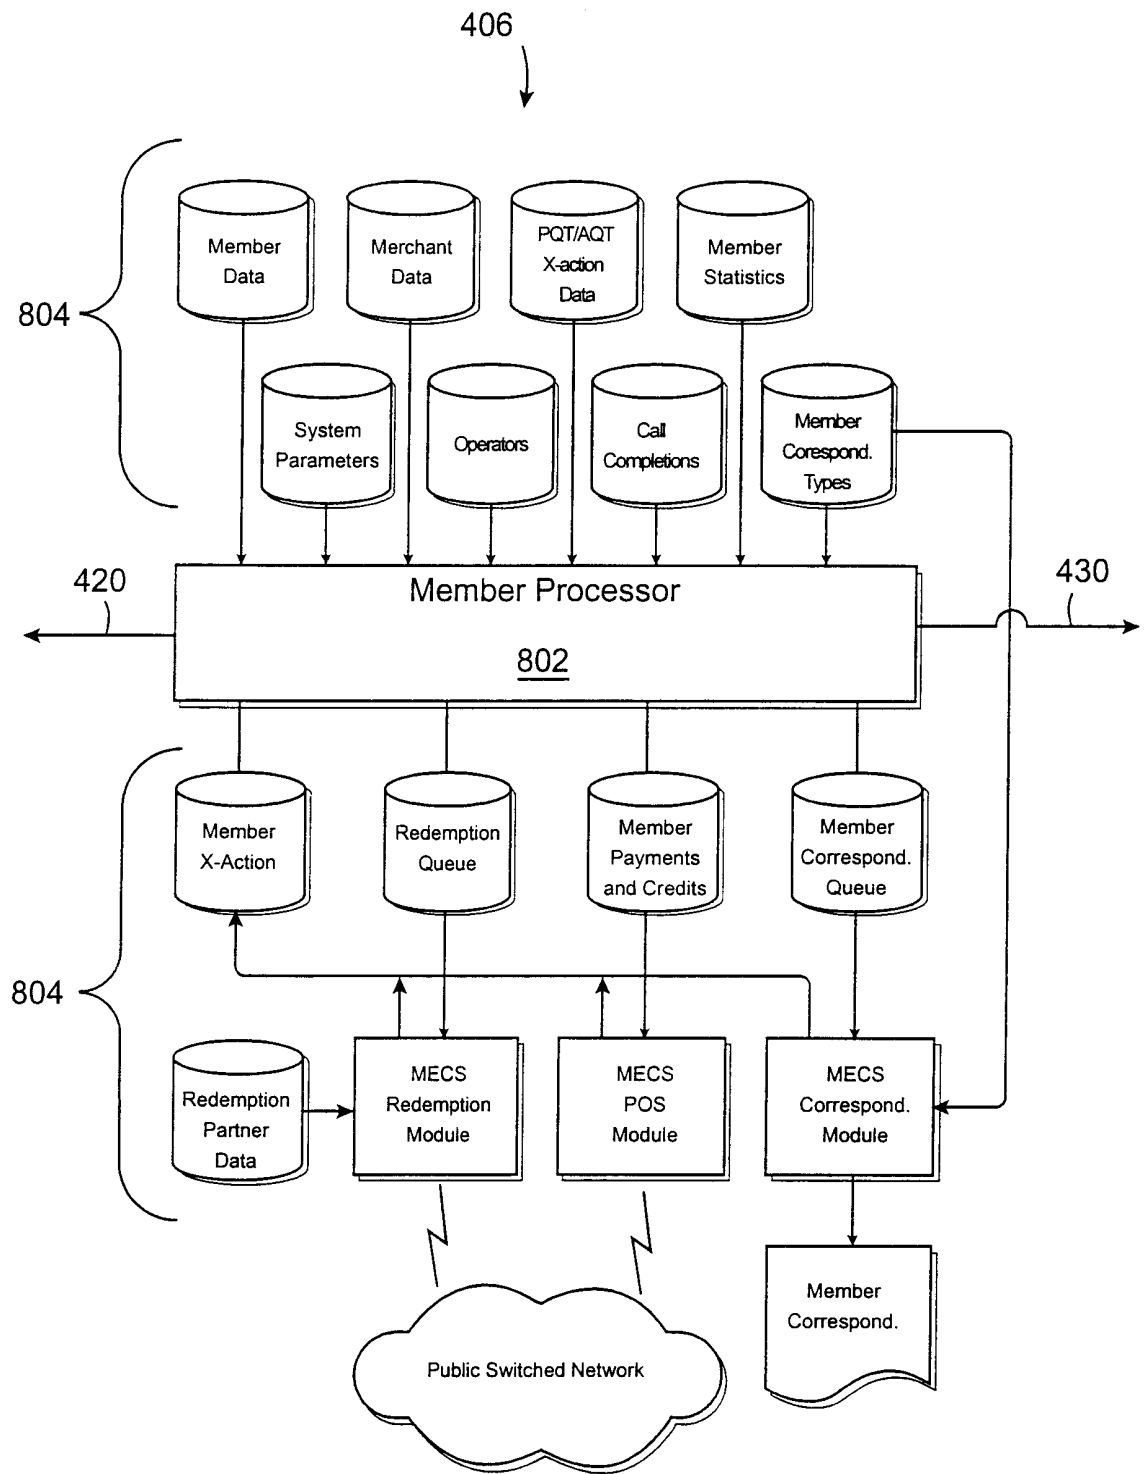 406
804
Member
Data
Merchant
Data
PQT/AQT
X-action
Data
Member
Statistics
System
Parameters
Operators
Call
Completions
Member
Corespond.
Types
420
Member Processor
802
430
804
Member
X-Action
Redemption
Queue
Member
Payments
and Credits
Member
Correspond.
Queue
Redemption
Partner
Data
MECS
Redemption
Module
MECS
POS
Module
MECS
Correspond.
Module
Public Switched Network
Member
Correspond.